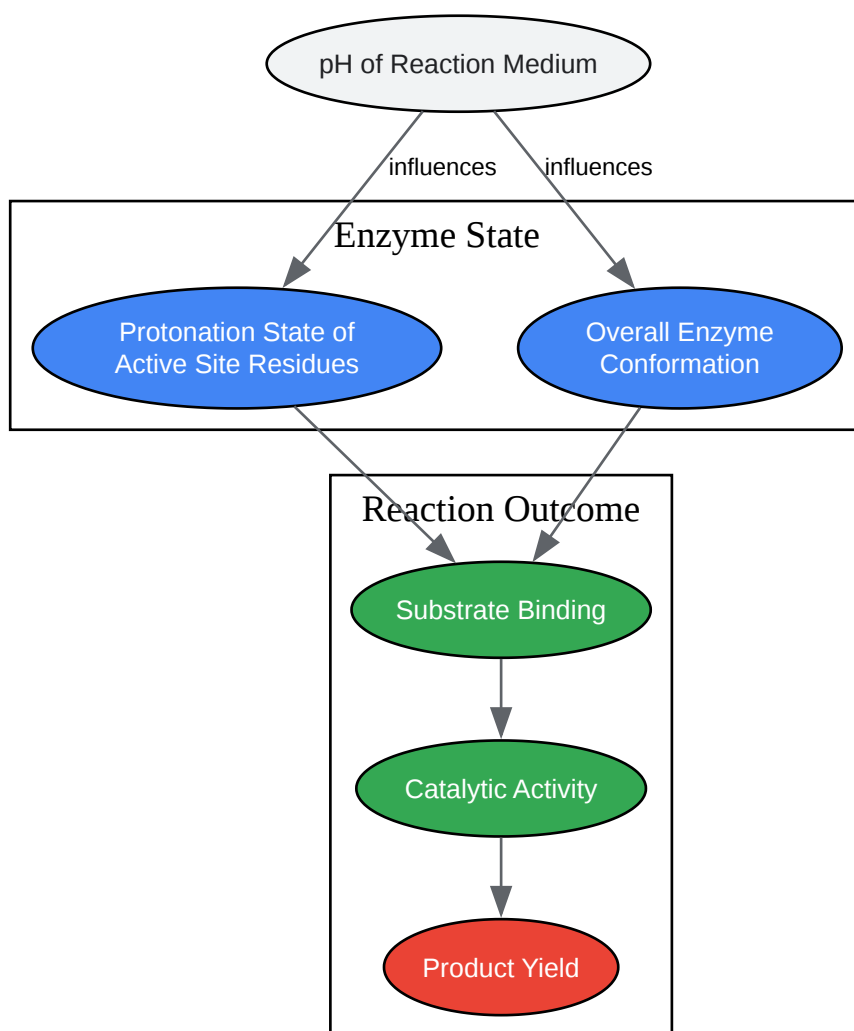 pH of Reaction Medium
influences
influences
Enzyme State
Protonation State of
Active Site Residues
Overall Enzyme
Conformation
Reaction Outcome
Substrate Binding
Catalytic Activity
Product Yield